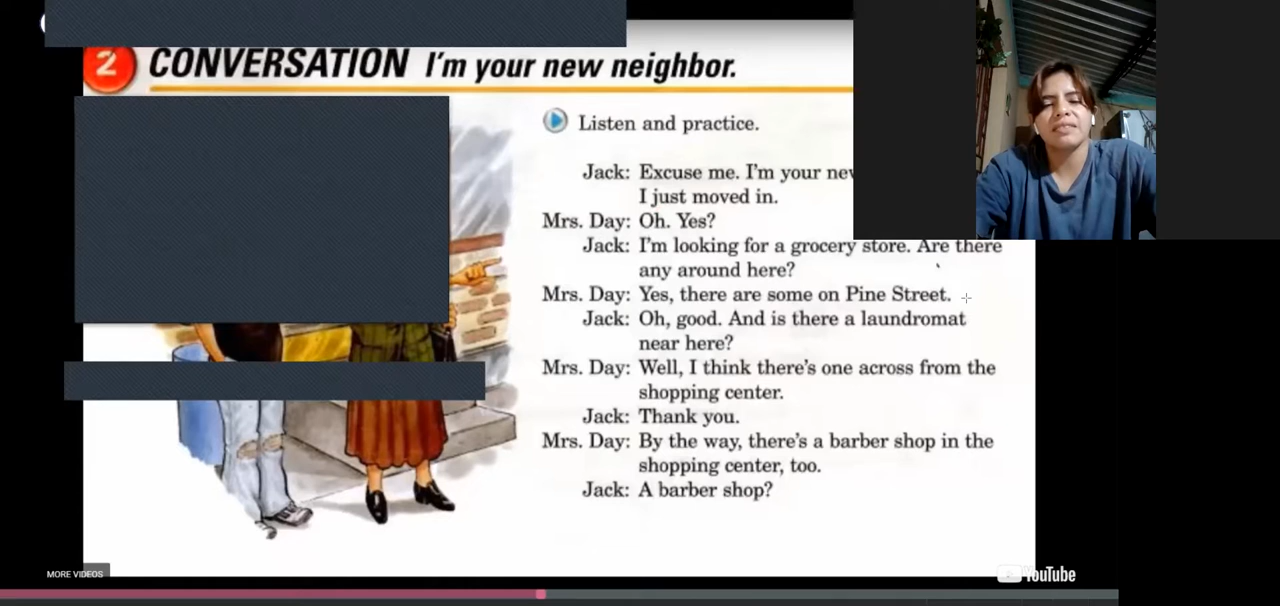 2 CONVERSATION I'm your new neighbor.
Listen and practice.
Jack: Excuse me. I'm your
I just moved in.
Mrs. Day: Oh. Yes?
Jack: I'm looking for a grocery store. Are there
any around here?
Mrs. Day: Yes, there are some on Pine Street.
Jack: Oh, good. And is there a laundromat
near here?
Mrs. Day: Well, I think there's one across from the
shopping center.
Jack: Thank you.
Mrs. Day: By the way, there's a barber shop in the
shopping center, too.
Jack: A barber shop?
MORE VIDEOS
YouTube